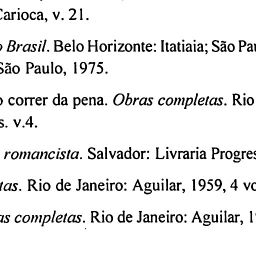 Carioca, v. 21.
o Brasil. Belo Horizonte: Itatiaia; São Pau
São Paulo, 1975.
o correr da pena. Obras completas. Rio
s. v.4.
romancista. Salvador: Livraria Progres
tas. Rio de Janeiro: Aguilar, 1959, 4 vo
as completas. Rio de Janeiro: Aguilar, 1